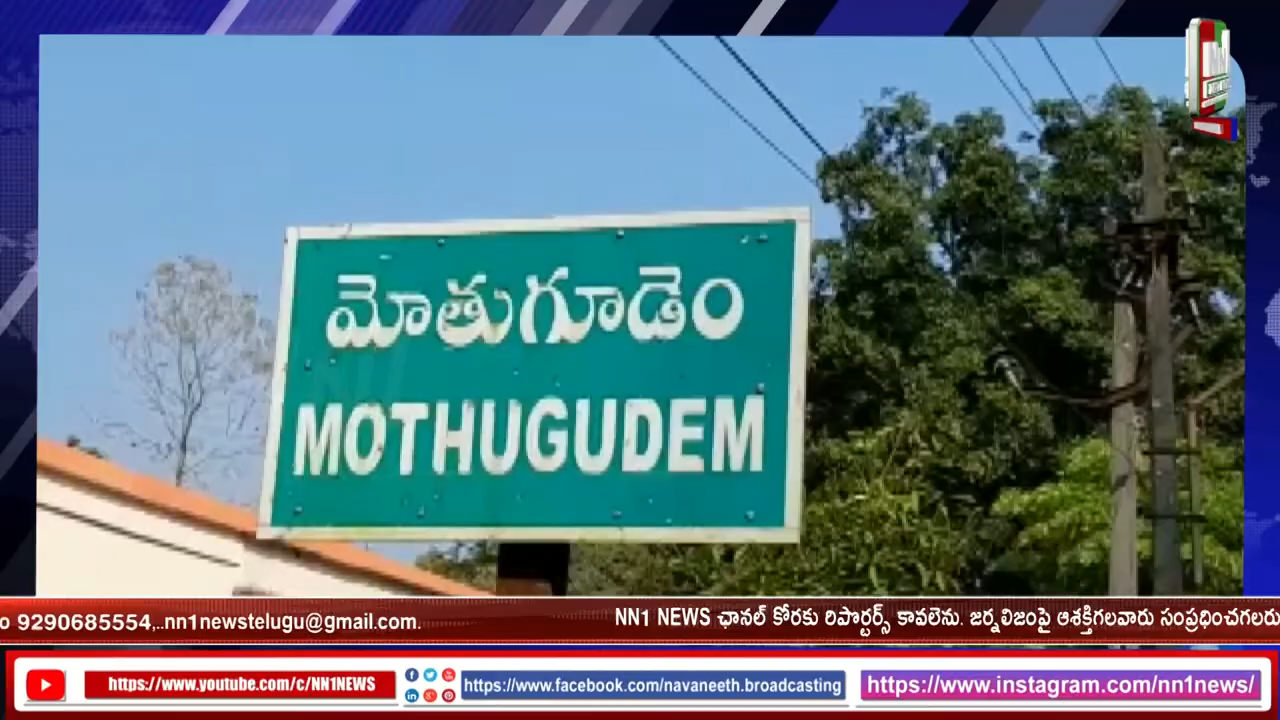 మోతుగూడెం
MOTHUGUDEM
9290685554,..nn1newstelugu@gmail.com.
NN1 NEWS ఛానల్ కోరకు రిపొర్టర్స్ కావలెను. జర్నలిజంపై ఆశక్తిగలవారు సంప్రధించగలరు
https://www.youtube.com/c/NN1NEWS
https://www.facebook.com/navaneeth.broadcasting
https://www.instagram.com/nn1news/